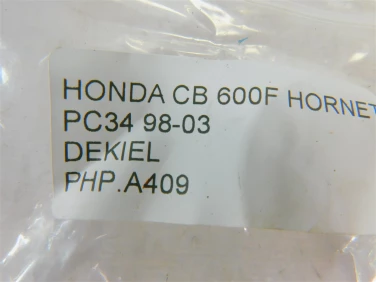 HONDA CB 600F HORNET
PC34 98-03
DEKIEL
PHP.A409